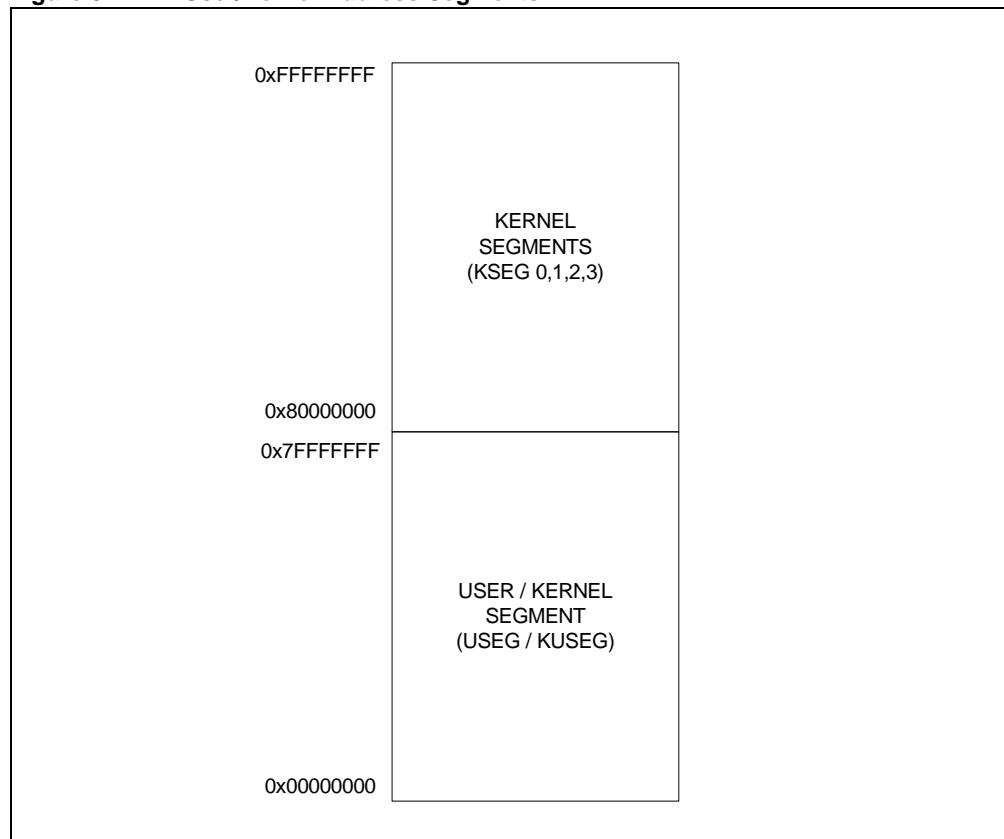 0xFFFFFFFF
KERNEL
SEGMENTS
(KSEG 0,1,2,3)
0x80000000
0x7FFFFFFF
USER / KERNEL
SEGMENT
(USEG / KUSEG)
0x00000000